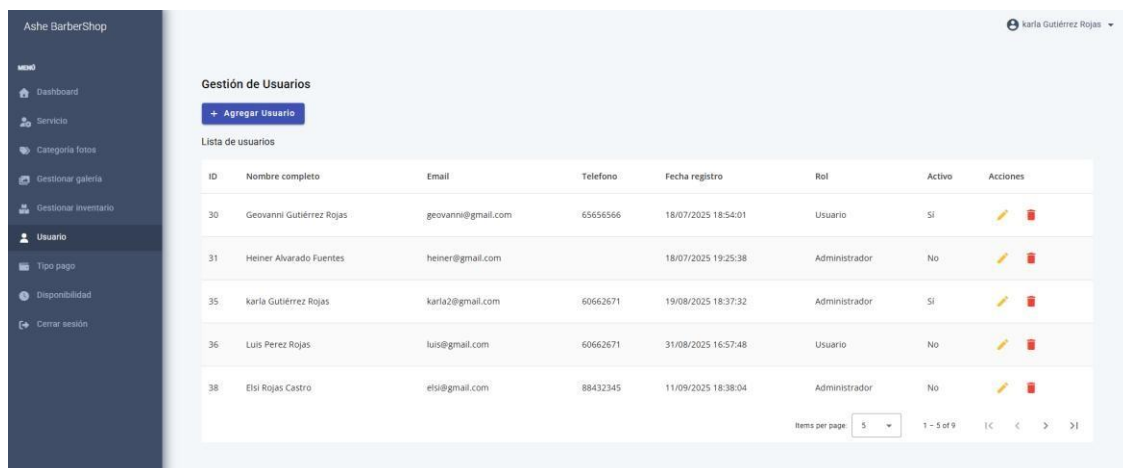 Ashe BarberShop
karla Gutiérrez Rojas
MENÚ
Dashboard
Servicio
Categoría fotos
Gestionar galería
Gestionar inventario
Usuario
Tipo pago
Disponibilidad
Cerrar sesión
Gestión de Usuarios
+ Agregar Usuario
Lista de usuarios
ID Nombre completo Email Telefono Fecha registro Rol Activo Acciones
30 Geovanni Gutiérrez Rojas geovanni@gmail.com 65656566 18/07/2025 18:54:01 Usuario Sí
31 Heiner Alvarado Fuentes heiner@gmail.com 18/07/2025 19:25:38 Administrador No
35 karla Gutiérrez Rojas karla2@gmail.com 60662671 19/08/2025 18:37:32 Administrador Sí
36 Luis Perez Rojas luis@gmail.com 60662671 31/08/2025 16:57:48 Usuario No
38 Elsi Rojas Castro elsi@gmail.com 88432345 11/09/2025 18:38:04 Administrador No
Items per page: 5 1 – 5 of 9